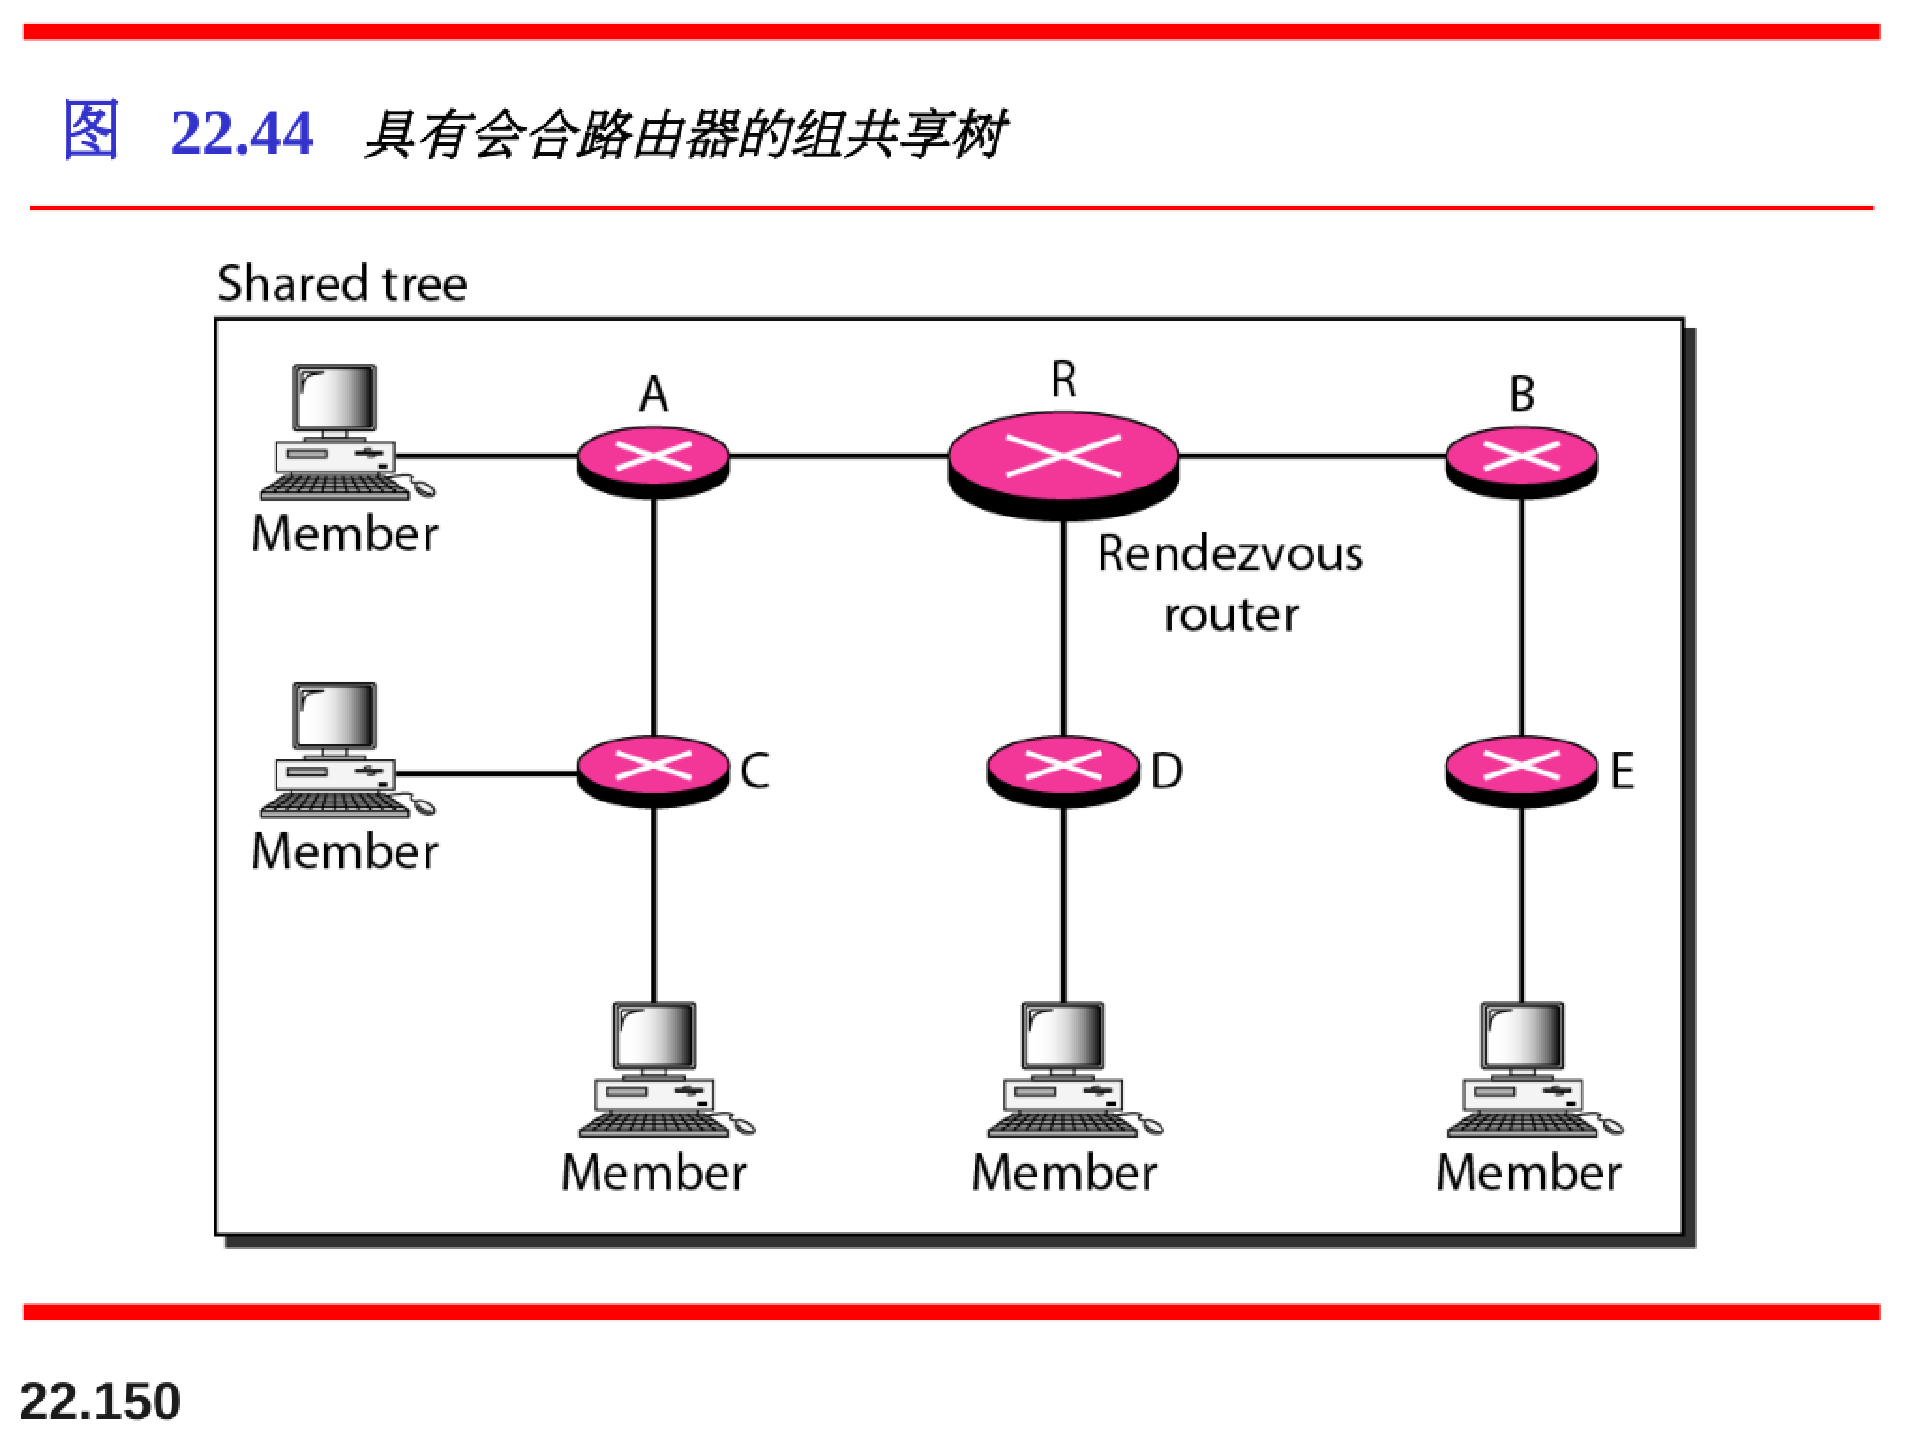 图 22.44 具有会合路由器的组共享树
Shared tree
A
R
B
Member
Rendezvous
router
C
D
E
Member
Member
Member
Member
22.150